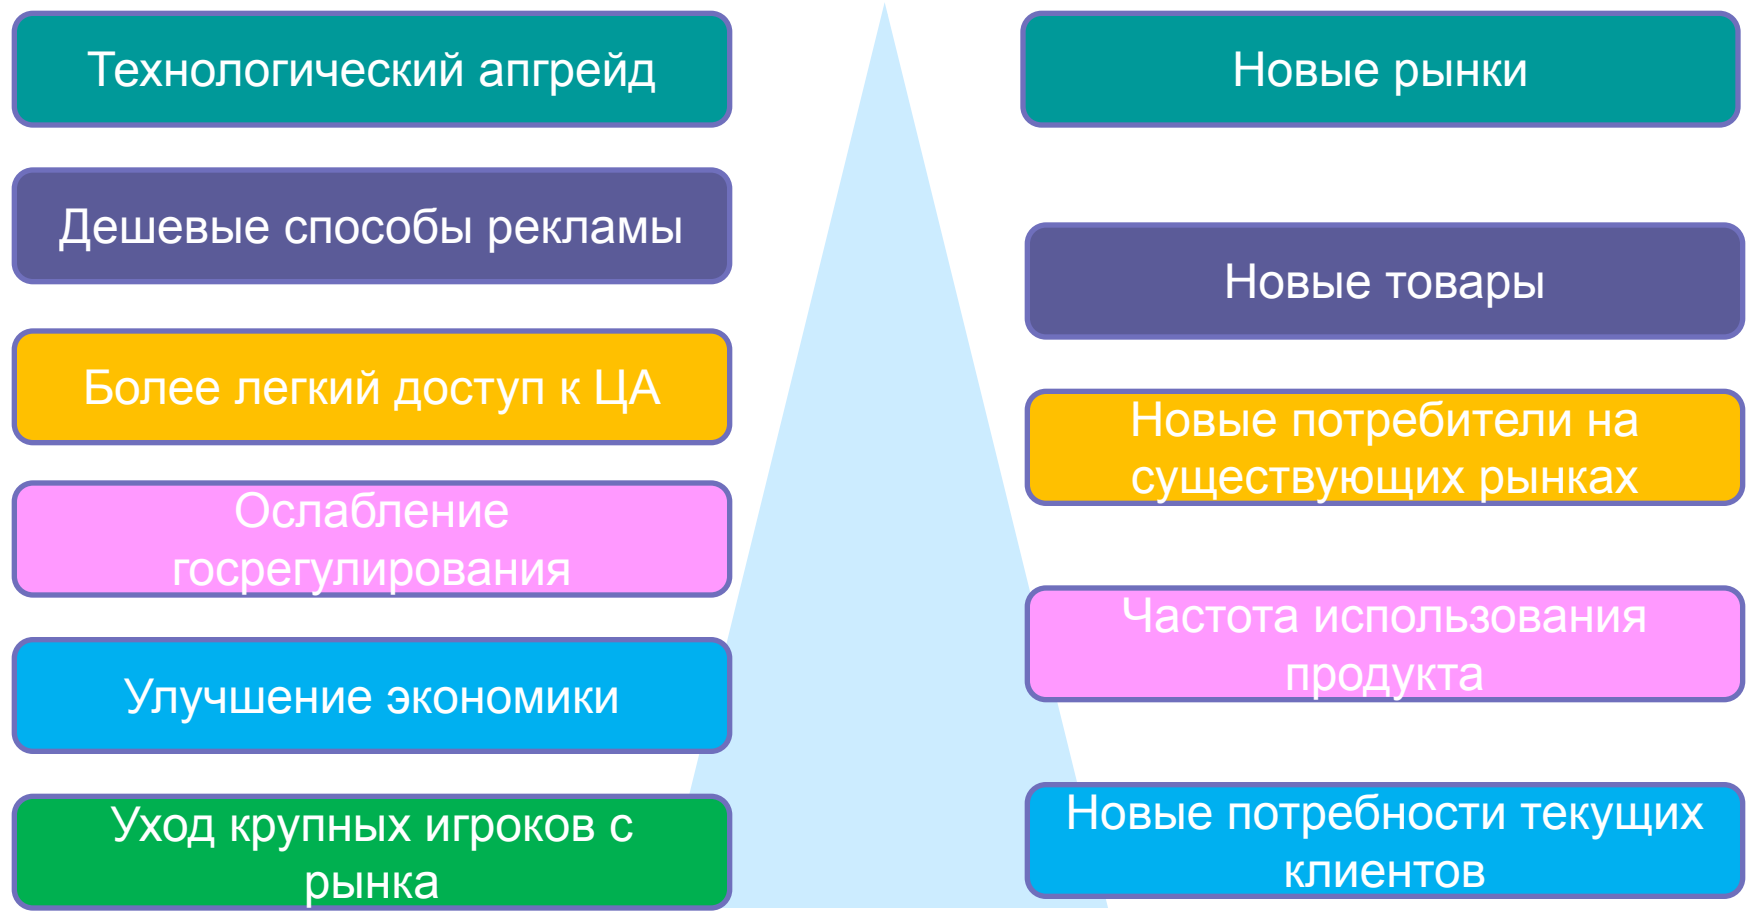 Технологический апгрейд
Дешевые способы рекламы
Более легкий доступ к ЦА
Ослабление
госрегулирования
Улучшение экономики
Уход крупных игроков с
рынка
Новые рынки
Новые товары
Новые потребители на
существующих рынках
Частота использования
продукта
Новые потребности текущих
клиентов